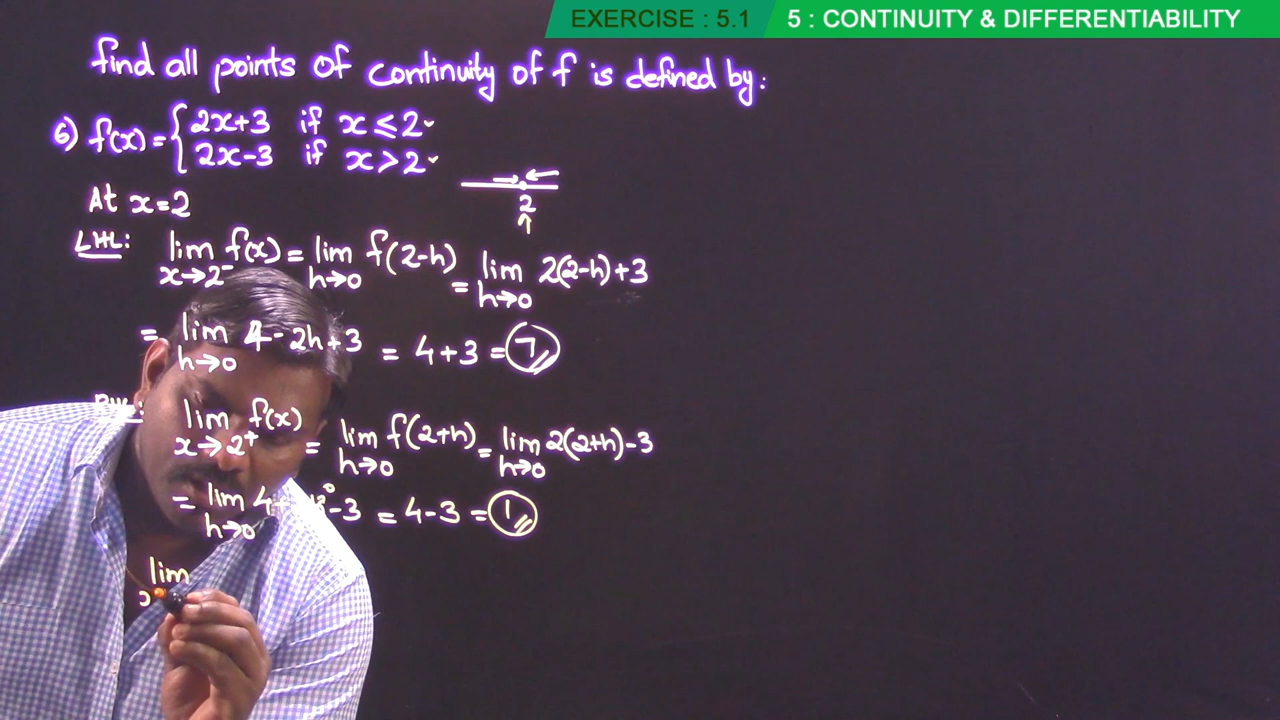 EXERCISE : 5.1 5 : CONTINUITY & DIFFERENTIABILITY
find all points of continuity of f is defined by:
6) f(x) = { 2x+3 if x ≤ 2
2x-3 if x > 2
At x=2
2
LHL: lim x→2⁻ f(x) = lim h→0 f(2-h) = lim h→0 2(2-h)+3
= lim h→0 4-2h+3 = 4+3 = 7
lim x→2⁺ f(x) = lim h→0 f(2+h) = lim h→0 2(2+h)-3
= lim h→0 4 -3 = 4-3 = 1
lim